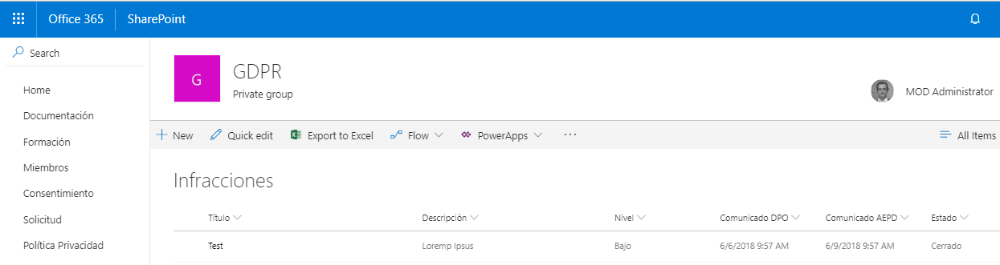 Office 365 SharePoint
Search
Home
Documentación
Formación
Miembros
Consentimiento
Solicitud
Política Privacidad
G
GDPR
Private group
MOD Administrator
New Quick edit Export to Excel Flow PowerApps ··· All Items
Infracciones
Título Descripción Nivel Comunicado DPO Comunicado AEPD Estado
Test Loremp Ipsus Bajo 6/6/2018 9:57 AM 6/9/2018 9:57 AM Cerrado